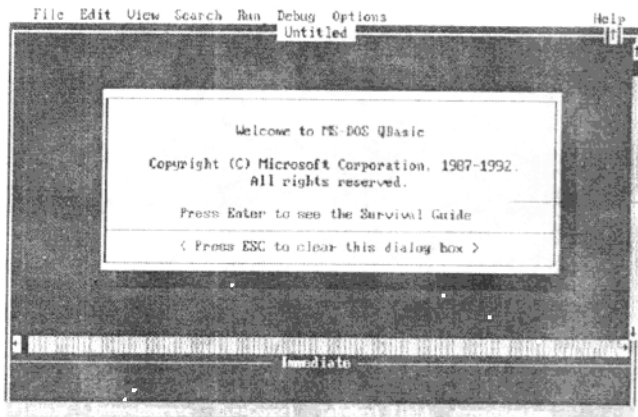 File Edit View Search Run Debug Options Help
Untitled
Welcome to MS-DOS QBasic
Copyright (C) Microsoft Corporation, 1987-1992.
All rights reserved.
Press Enter to see the Survival Guide
< Press ESC to clear this dialog box >
Immediate